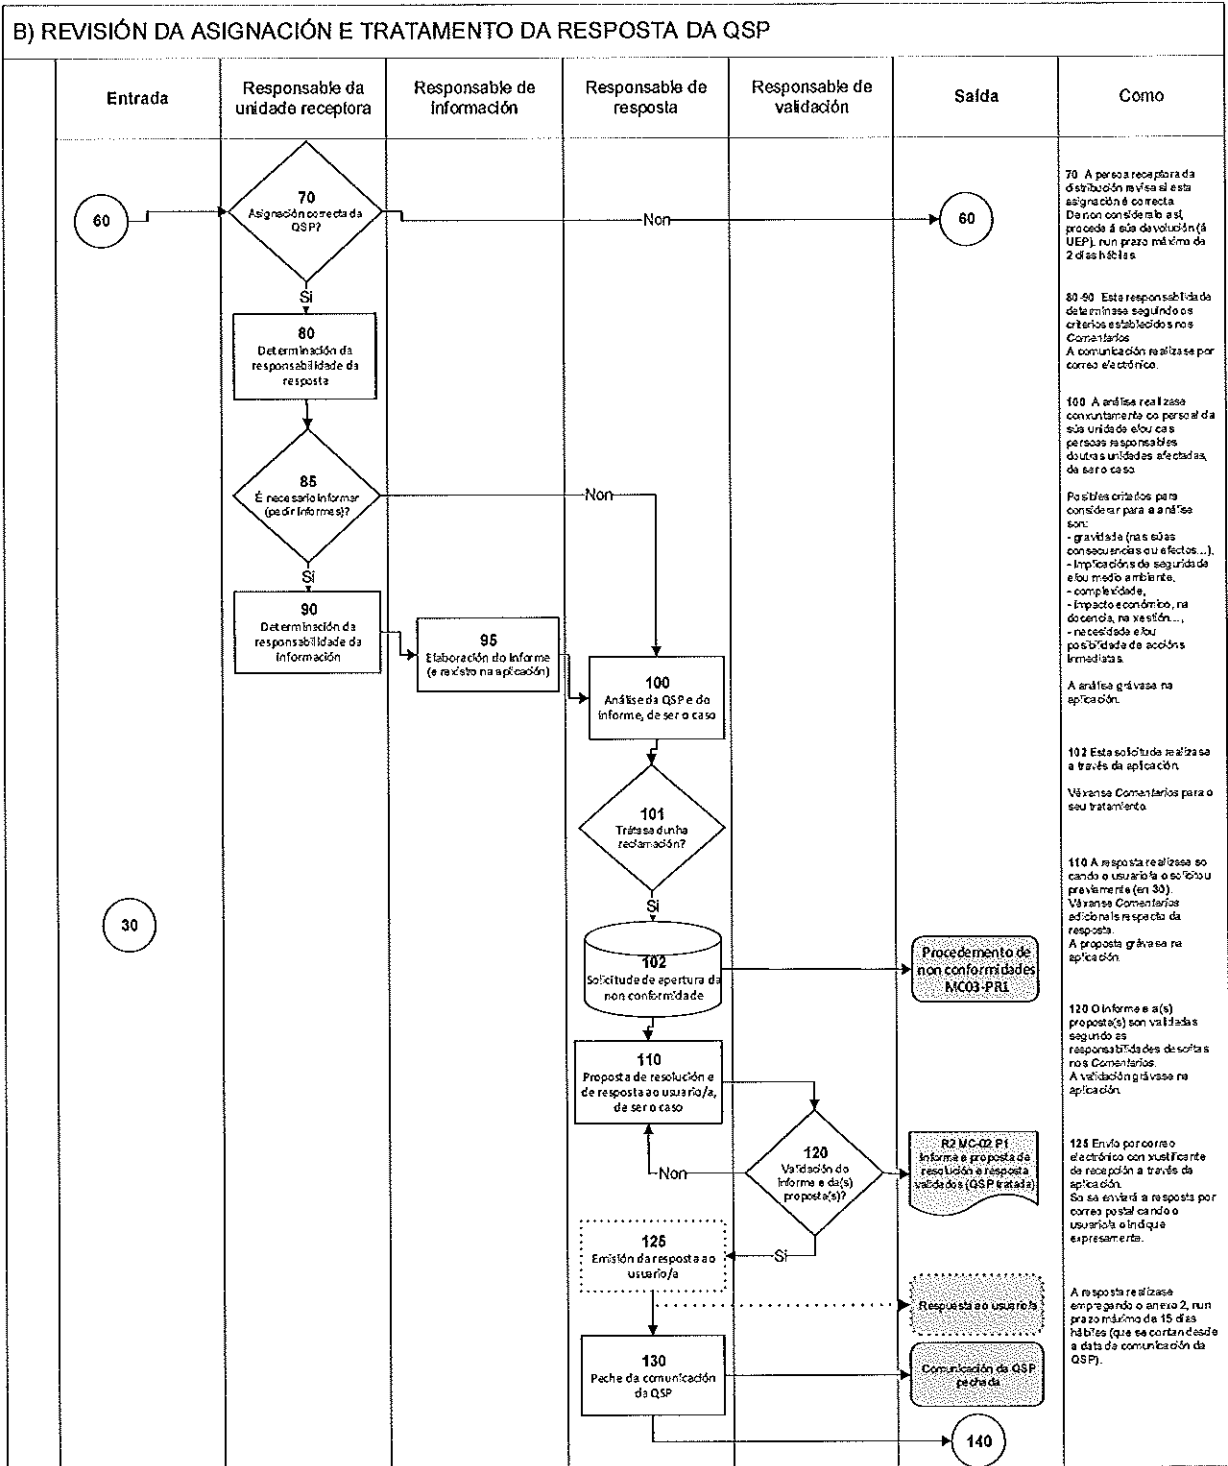 B) REVISIÓN DA ASIGNACIÓN E TRATAMENTO DA RESPOSTA DA QSP
Entrada
Responsable da
unidade receptora
Responsable de
información
Responsable de
resposta
Responsable de
validación
Saída
Como
60
70
Asignación correcta da
QSP?
Non
60
Si
80
Determinación da
responsabilidade da
resposta
85
É necesario informar
(pedir informes)?
Non
Si
90
Determinación da
responsabilidade da
información
95
Elaboración do informe
(e rexistro na aplicación)
100
Análise da QSP e do
informe, de ser o caso
101
Trátase dunha
reclamación?
Si
30
102
Solicitude de apertura da
non conformidade
Procedemento de
non conformidades
MC03-PR1
110
Proposta de resolución e
de resposta ao usuario/a,
de ser o caso
120
Validación do
informe e da(s)
proposta(s)?
Non
Si
R2 MC-02 P1
Informe e proposta de
resolución e resposta
validados (QSP tratada)
125
Emisión da resposta ao
usuario/a
Respuesta ao usuario/a
130
Peche da comunicación
da QSP
Comunicación da QSP
pechada
140
70 A persoa receptora da
distribución revisa si esta
asignación é correcta
De non consideralo así,
procede á súa devolución (á
UEP), nun prazo máximo de
2 días hábiles.
80-90 Esta responsabilidade
determínase seguindo os
criterios establecidos nos
Comentarios
A comunicación realízase por
correo electrónico.
100 A análise realízase
conxuntamente co persoal da
súa unidade e/ou cas
persoas responsables
doutras unidades afectadas,
de ser o caso
Posibles criterios para
considerar para a análise
son:
- gravidade (nas súas
consecuencias ou efectos...),
- implicacións de seguridade
e/ou medio ambiente,
- complexidade,
- impacto económico, na
docencia, na xestión...,
- necesidade e/ou
posibilidade de accións
inmediatas.
A análise grávase na
aplicación.
102 Esta solicitude realízase
a través da aplicación.
Véxanse Comentarios para o
seu tratamento
110 A resposta realízase so
cando o usuario/a o solicitou
previamente (en 30).
Véxanse Comentarios
adicionais respecto da
resposta.
A proposta grávase na
aplicación.
120 O informe e a(s)
proposta(s) son validadas
segundo as
responsabilidades descritas
nos Comentarios.
A validación grávase na
aplicación.
125 Envío por correo
electrónico con xustificante
de recepción a través da
aplicación.
So se enviará a resposta por
correo postal cando o
usuario/a o indique
expresamente.
A resposta realízase
empregando o anexo 2, nun
prazo máximo de 15 días
hábiles (que se contan desde
a data da comunicación da
QSP).